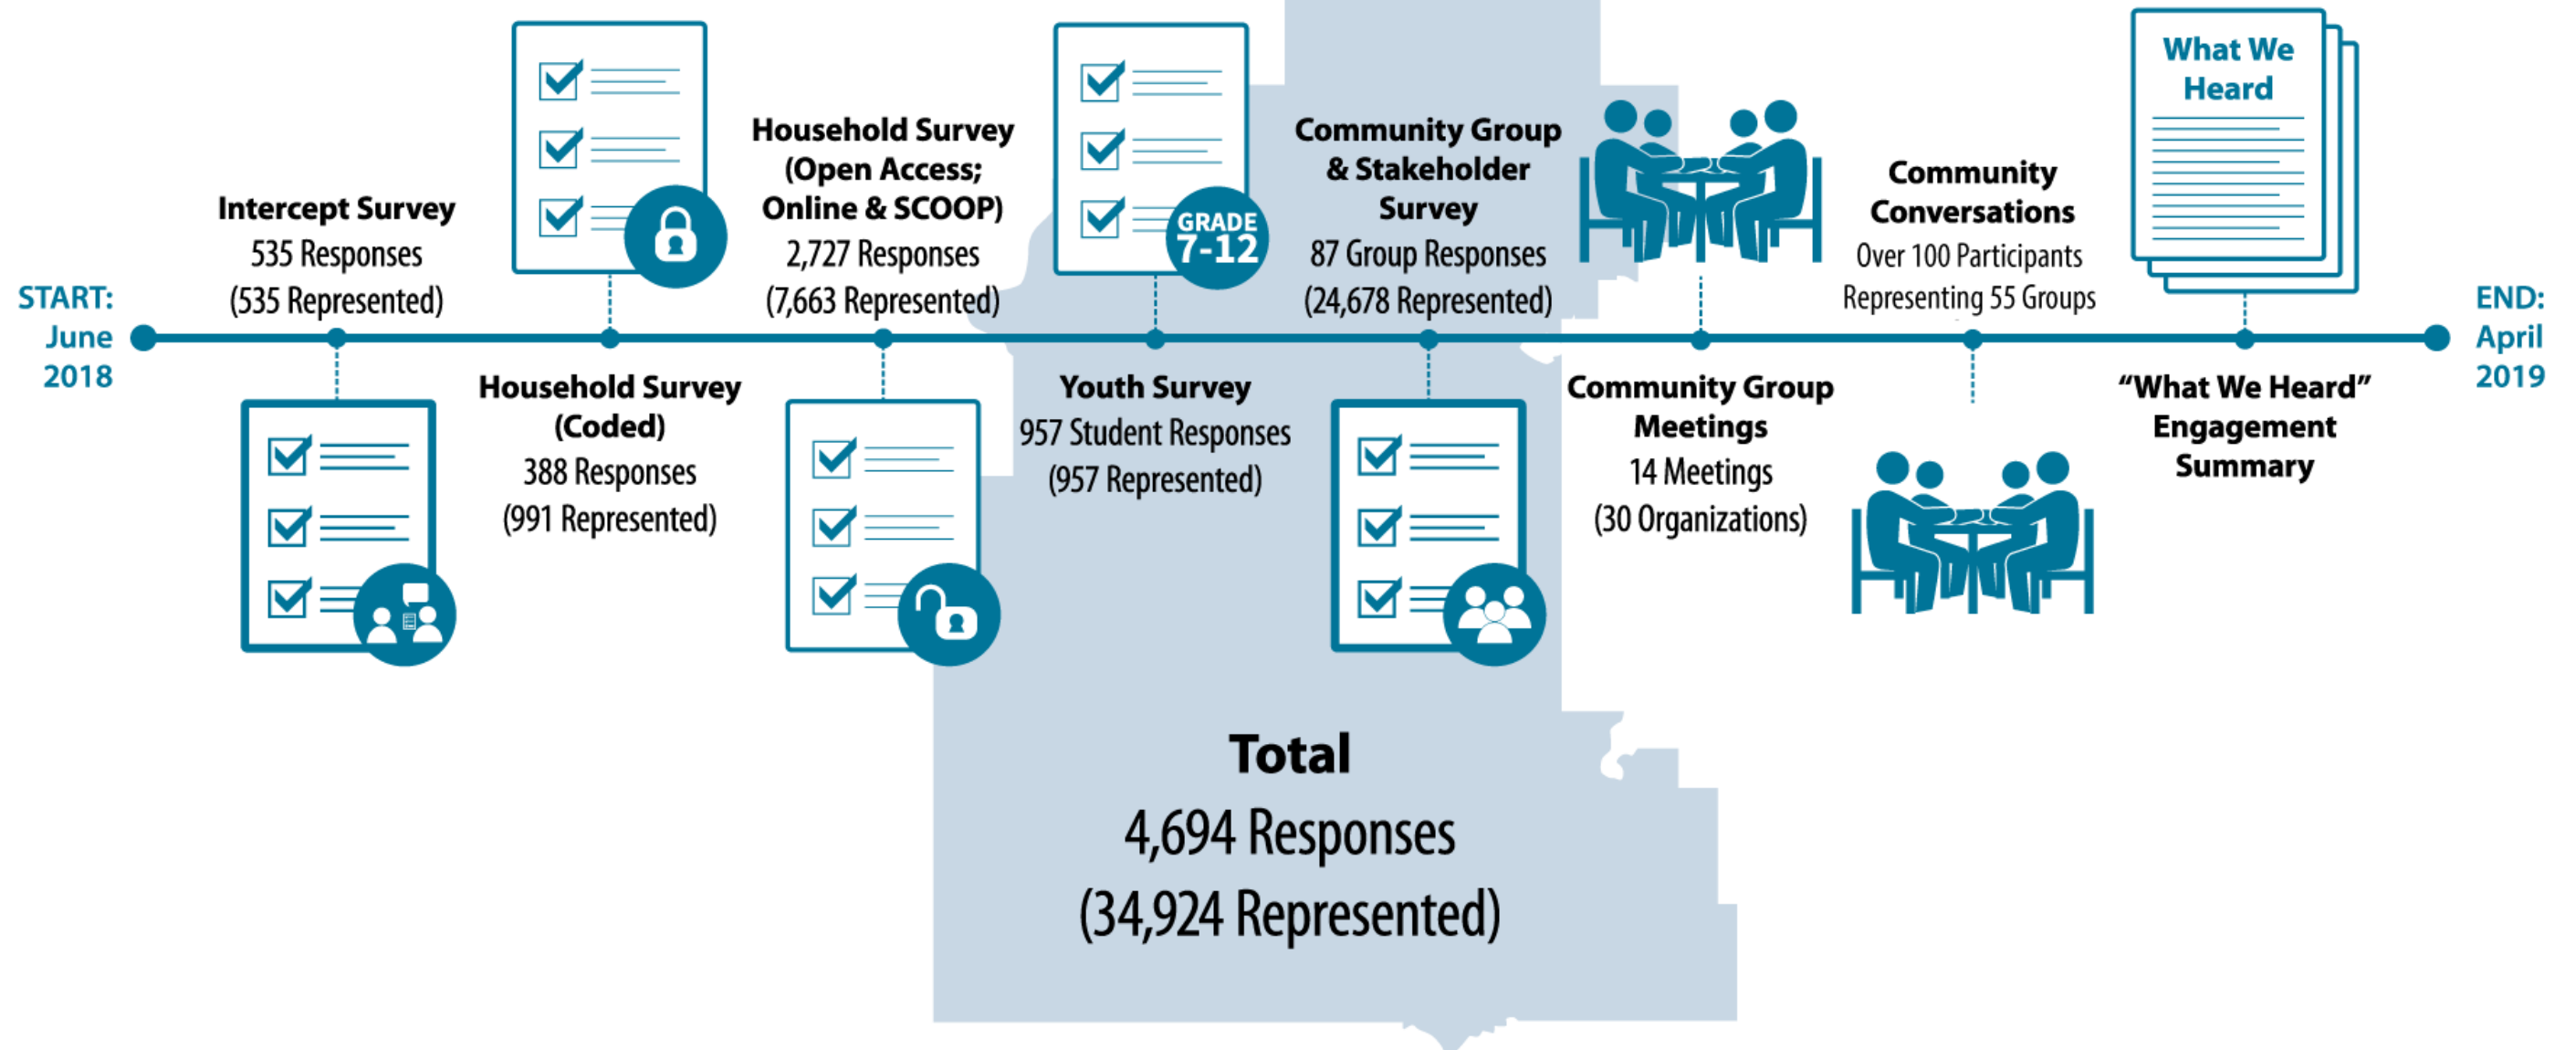 START:
June
2018
Intercept Survey
535 Responses
(535 Represented)
Household Survey
(Coded)
388 Responses
(991 Represented)
Household Survey
(Open Access;
Online & SCOOP)
2,727 Responses
(7,663 Represented)
GRADE
7-12
Youth Survey
957 Student Responses
(957 Represented)
Community Group
& Stakeholder
Survey
87 Group Responses
(24,678 Represented)
Community Group
Meetings
14 Meetings
(30 Organizations)
Community
Conversations
Over 100 Participants
Representing 55 Groups
What We
Heard
“What We Heard”
Engagement
Summary
END:
April
2019
Total
4,694 Responses
(34,924 Represented)